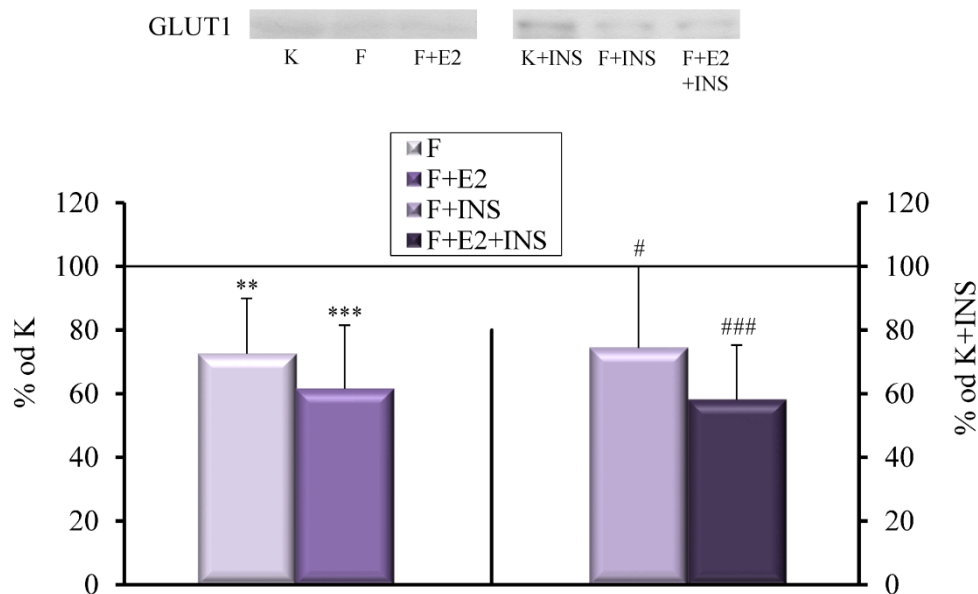 GLUT1
K F F+E2 K+INS F+INS F+E2
+INS
F
F+E2
F+INS
F+E2+INS
120 120
# 
100 100
** 
*** ###
80 80
60 60
40 40
20 20
0 0
% od K
% od K+INS